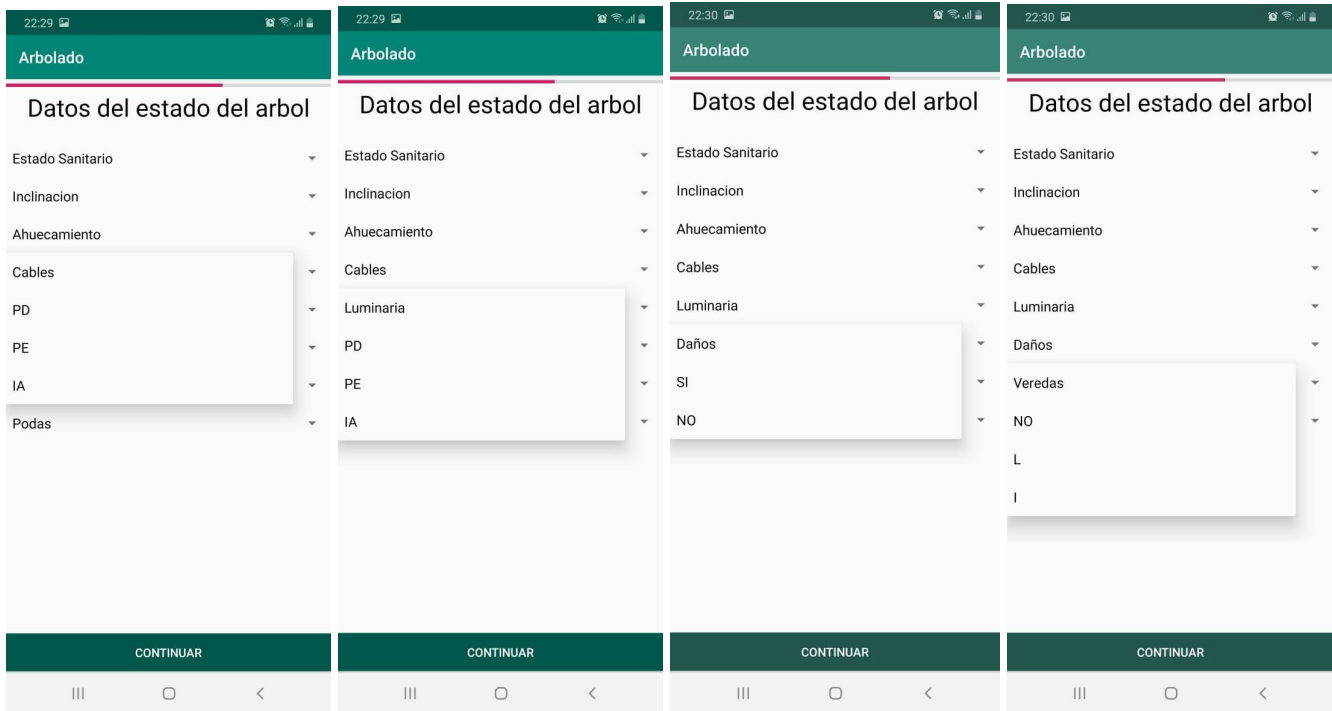 22:29
Arbolado
Datos del estado del arbol
Estado Sanitario
Inclinacion
Ahuecamiento
Cables
PD
PE
IA
Podas
CONTINUAR
22:29
Arbolado
Datos del estado del arbol
Estado Sanitario
Inclinacion
Ahuecamiento
Cables
Luminaria
PD
PE
IA
CONTINUAR
22:30
Arbolado
Datos del estado del arbol
Estado Sanitario
Inclinacion
Ahuecamiento
Cables
Luminaria
Daños
SI
NO
CONTINUAR
22:30
Arbolado
Datos del estado del arbol
Estado Sanitario
Inclinacion
Ahuecamiento
Cables
Luminaria
Daños
Veredas
NO
L
I
CONTINUAR